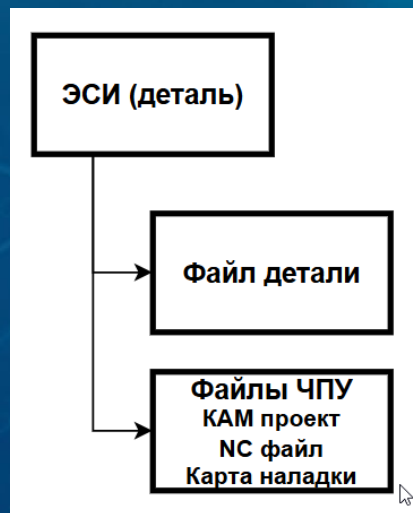 ЭСИ (деталь)
Файл детали
Файлы ЧПУ
КАМ проект
NC файл
Карта наладки